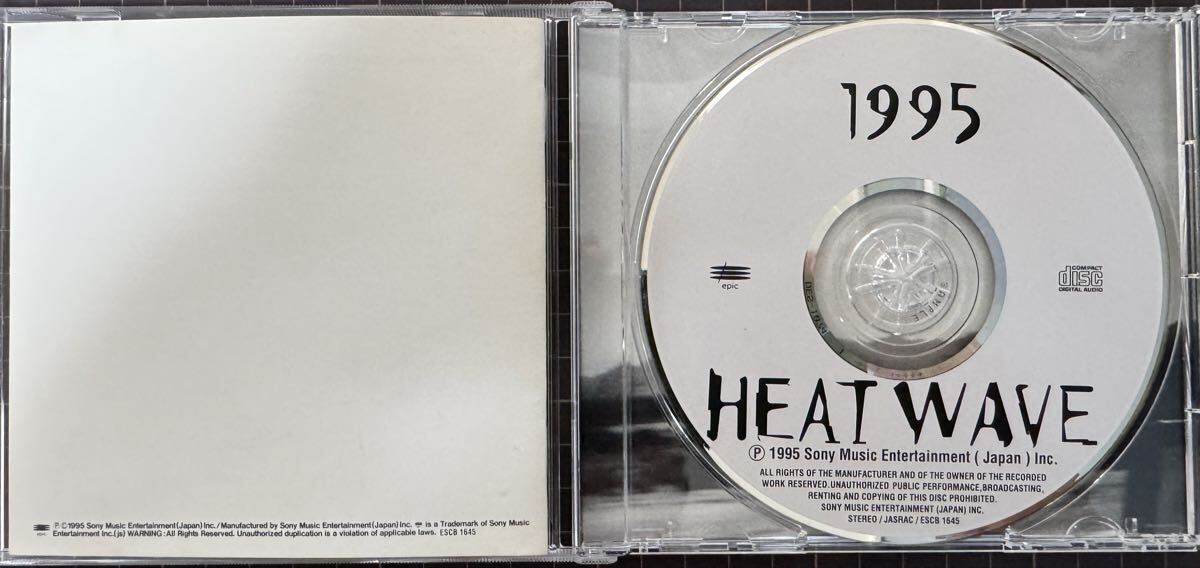 ℗©1995 Sony Music Entertainment(Japan)Inc./Manufactured by Sony Music Entertainment(Japan)Inc. is a Trademark of Sony Music
epic Entertainment Inc.(js) WARNING:All Rights Reserved. Unauthorized duplication is a violation of applicable laws. ESCB 1645
1995
epic
COMPACT
disc
DIGITAL AUDIO
SAMPLE
HEAT WAVE
℗ 1995 Sony Music Entertainment ( Japan ) Inc.
ALL RIGHTS OF THE MANUFACTURER AND OF THE OWNER OF THE RECORDED
WORK RESERVED.UNAUTHORIZED PUBLIC PERFORMANCE,BROADCASTING,
RENTING AND COPYING OF THIS DISC PROHIBITED.
SONY MUSIC ENTERTAINMENT (JAPAN) INC.
STEREO / JASRAC / ESCB 1645